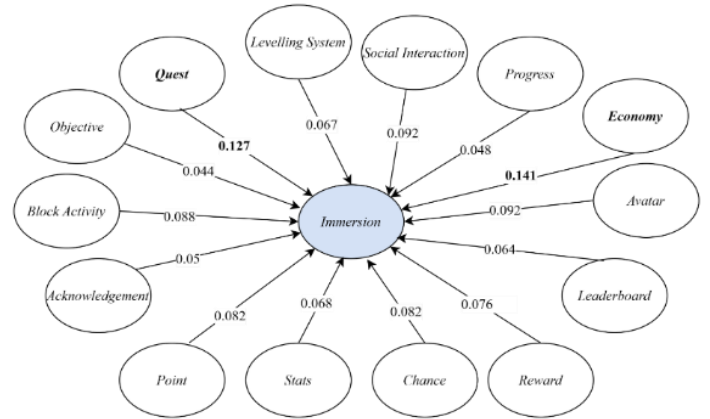 Levelling System
Social Interaction
Quest
Progress
Economy
Objective
0.127
0.067
0.092
0.048
0.044
0.141
Block Activity
0.088
Immersion
0.092
Avatar
0.05
0.064
Acknowledgement
Leaderboard
0.082
0.068
0.082
0.076
Point
Stats
Chance
Reward